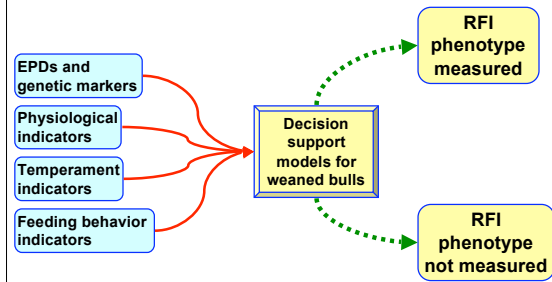 EPDs and
genetic markers
Physiological
indicators
Temperament
indicators
Feeding behavior
indicators
Decision
support
models for
weaned bulls
RFI
phenotype
measured
RFI
phenotype
not measured